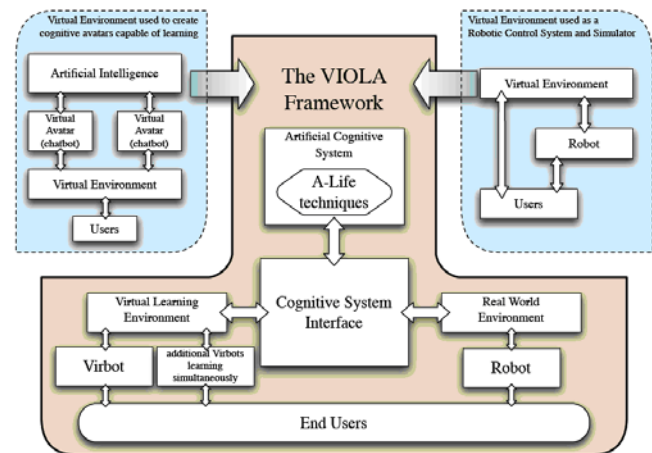 Virtual Environment used to create
cognitive avatars capable of learning
Artificial Intelligence
Virtual
Avatar
(chatbot)
Virtual
Avatar
(chatbot)
Virtual Environment
Users
The VIOLA
Framework
Artificial Cognitive
System
A-Life
techniques
Virtual Environment used as a
Robotic Control System and Simulator
Virtual Environment
Robot
Users
Cognitive System
Interface
Virtual Learning
Environment
Virbot
additional Virbots
learning
simultaneously
Real World
Environment
Robot
End Users